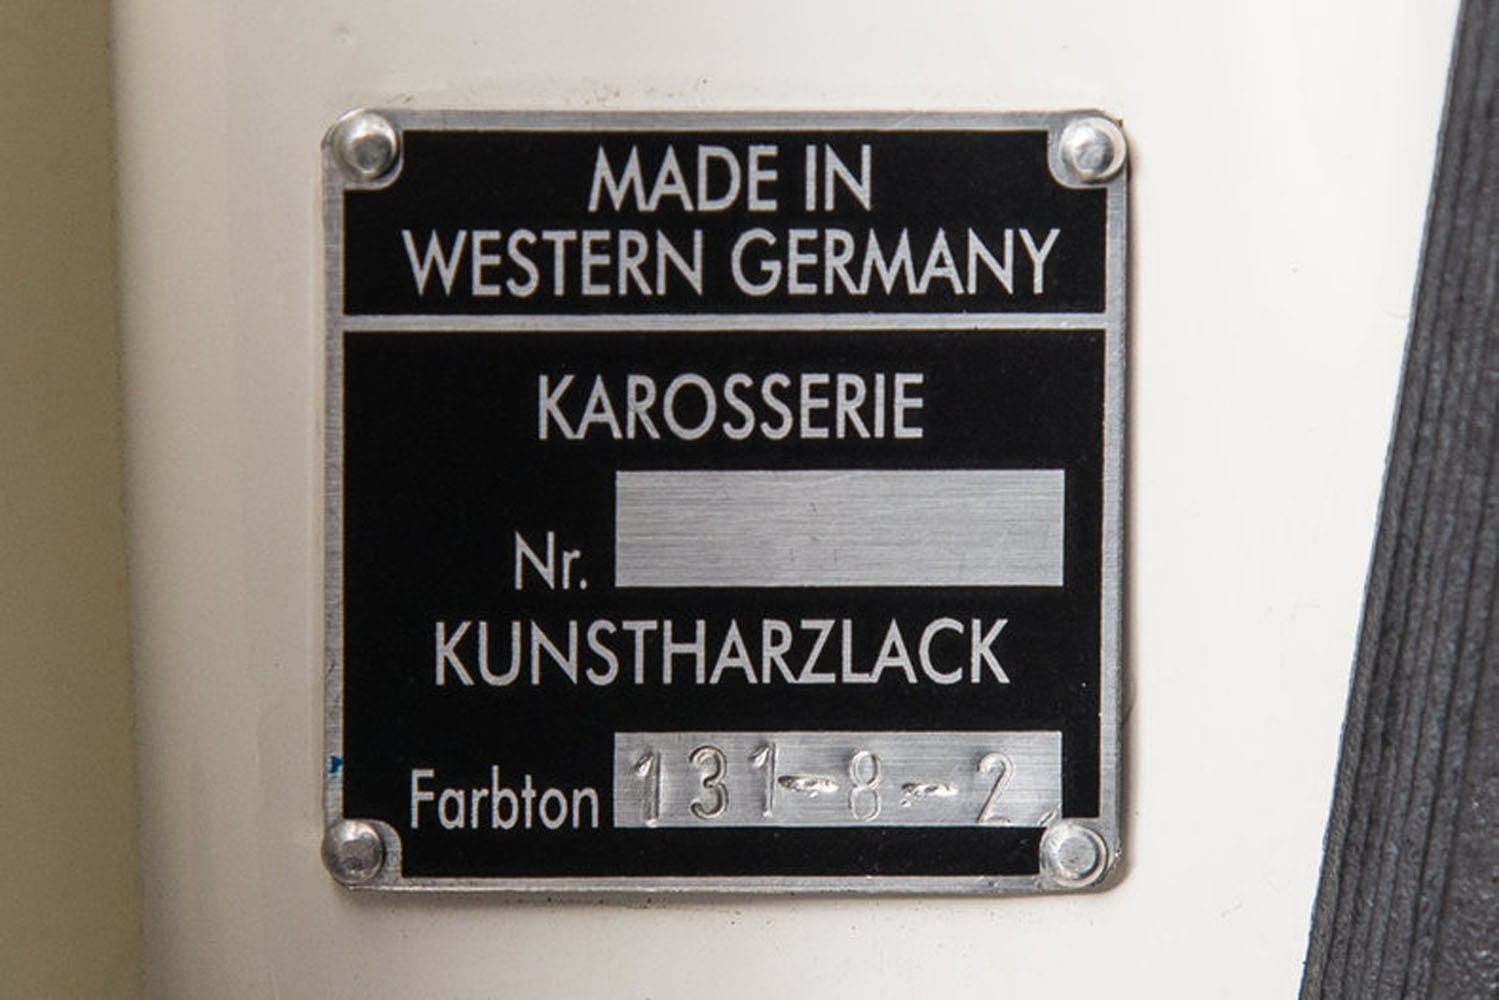 MADE IN
WESTERN GERMANY
KAROSSERIE
Nr.
KUNSTHARZLACK
Farbton 131-8-2